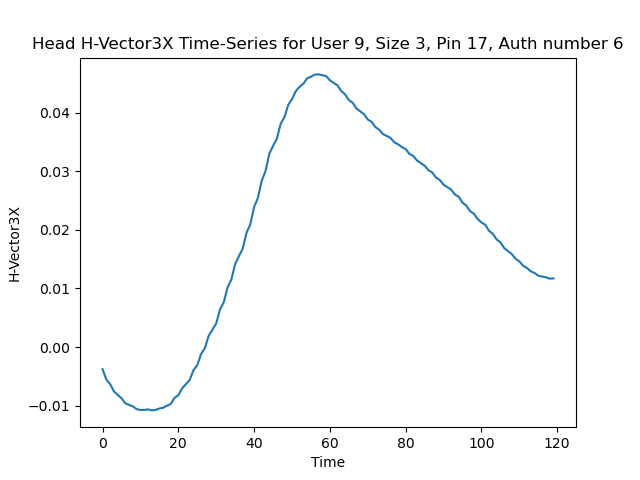 Head H-Vector3X Time-Series for User 9, Size 3, Pin 17, Auth number 6
0.04
0.03
0.02
0.01
0.00
−0.01
H-Vector3X
0 20 40 60 80 100 120
Time